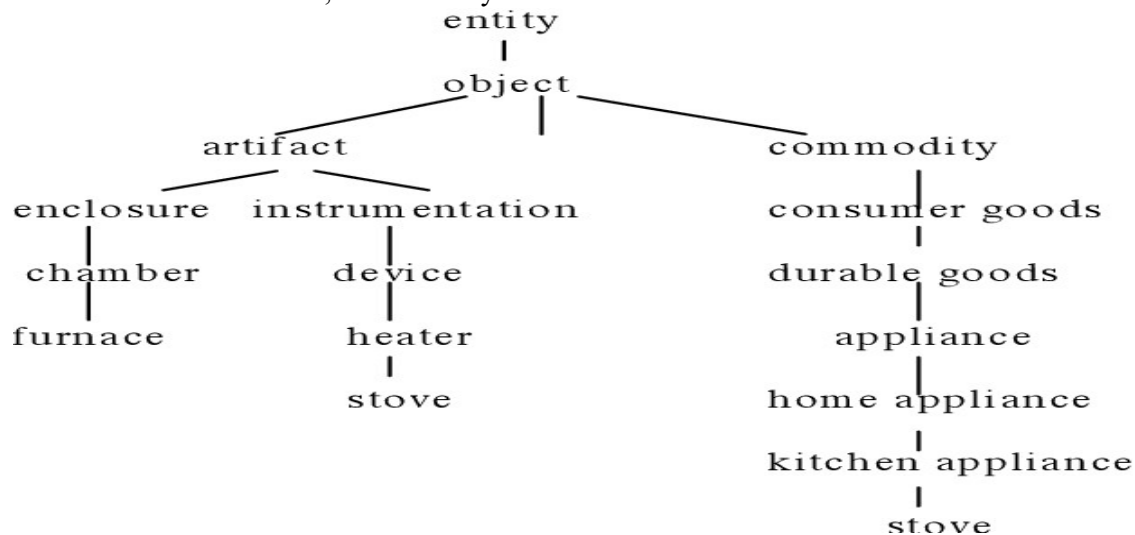 entity
object
artifact commodity
enclosure instrumentation consumer goods
chamber device durable goods
furnace heater appliance
stove home appliance
kitchen appliance
stove